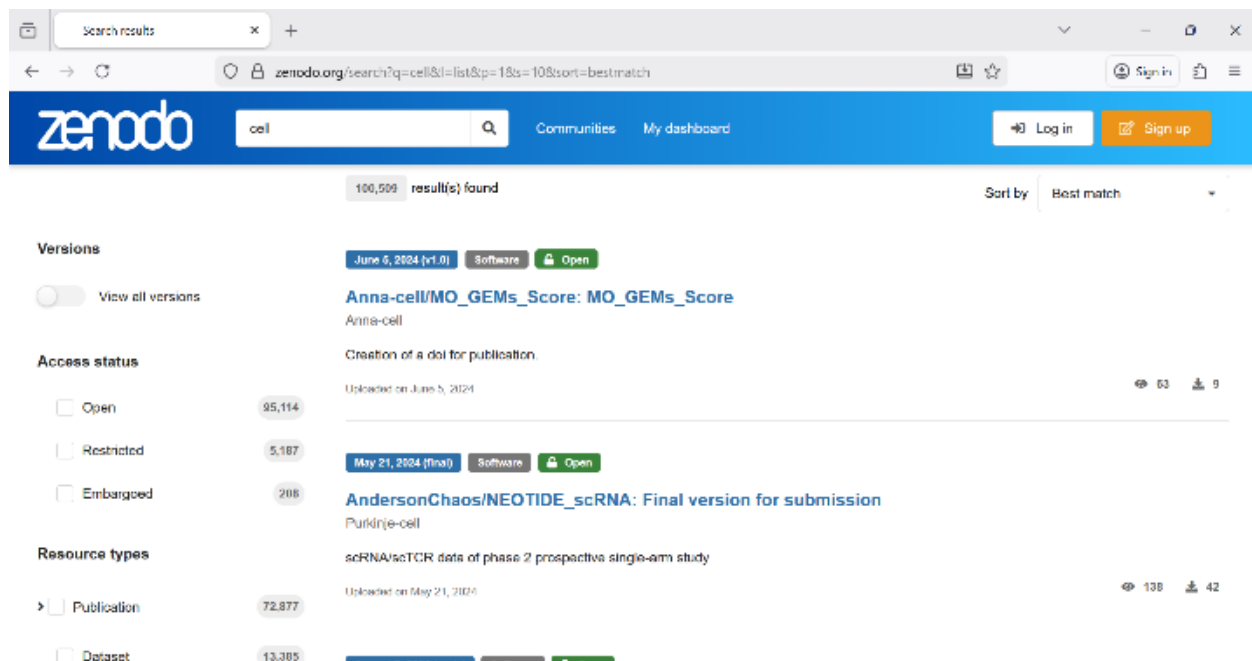 Search results
zenodo.org/search?q=cell&l=list&p=1&s=10&sort=bestmatch
Sign in
zenodo
cell
Communities
My dashboard
Log in
Sign up
100,509 result(s) found
Sort by
Best match
Versions
View all versions
Access status
Open
95,114
Restricted
5,187
Embargoed
208
Resource types
Publication
72,877
Dataset
13,385
June 5, 2024 (v1.0)
Software
Open
Anna-cell/MO_GEMs_Score: MO_GEMs_Score
Anna-cell
Creation of a doi for publication.
Uploaded on June 5, 2024
63
9
May 21, 2024 (final)
Software
Open
AndersonChaos/NEOTIDE_scRNA: Final version for submission
Purkinje-cell
scRNA/scTCR data of phase 2 prospective single-arm study
Uploaded on May 21, 2024
138
42